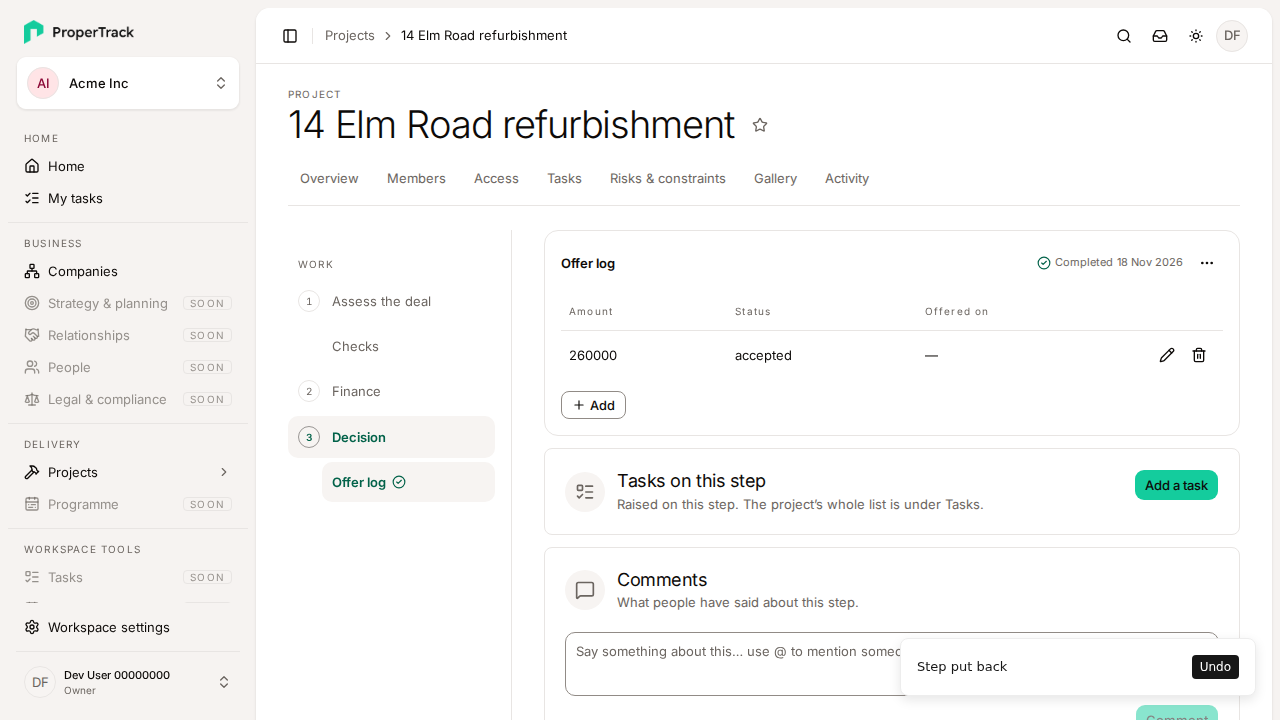 ProperTrack
AI
Acme Inc
HOME
Home
My tasks
BUSINESS
Companies
Strategy & planning SOON
Relationships SOON
People SOON
Legal & compliance SOON
DELIVERY
Projects
Programme SOON
WORKSPACE TOOLS
Tasks SOON
Workspace settings
DF
Dev User 00000000
Owner
Projects 14 Elm Road refurbishment
DF
PROJECT
14 Elm Road refurbishment
Overview Members Access Tasks Risks & constraints Gallery Activity
WORK
1 Assess the deal
Checks
2 Finance
3 Decision
Offer log
Offer log
Completed 18 Nov 2026
Amount Status Offered on
260000 accepted —
Add
Tasks on this step
Raised on this step. The project’s whole list is under Tasks.
Add a task
Comments
What people have said about this step.
Say something about this… use @ to mention
Comment
Step put back
Undo